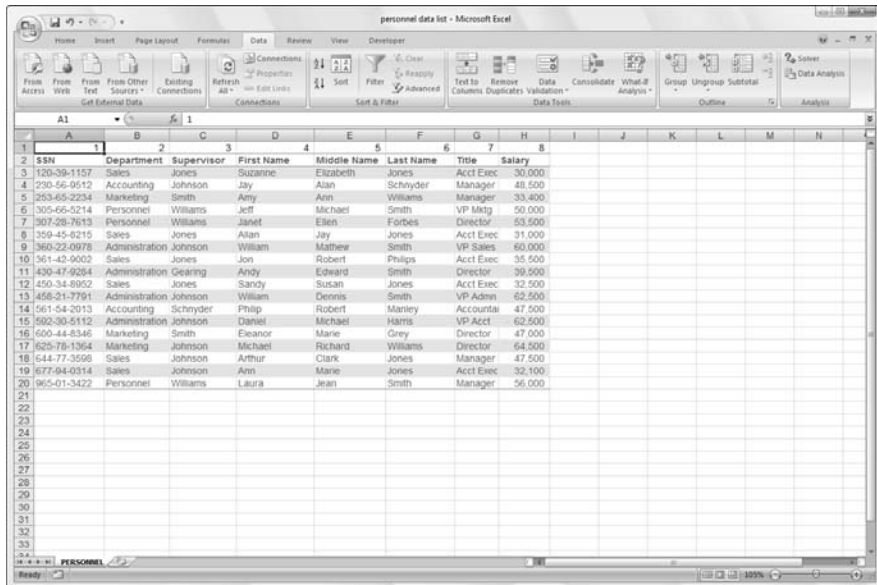 personnel data list - Microsoft Excel
Home Insert Page Layout Formulas Data Review View Developer
From Access From Web From Text From Other Sources Existing Connections Refresh All Connections Properties Edit Links Sort Filter Clear Reapply Advanced Text to Columns Remove Duplicates Data Validation Consolidate What-If Analysis Group Ungroup Subtotal Solver Data Analysis
Get External Data Connections Sort & Filter Data Tools Outline Analysis
A1 fx 1
A B C D E F G H I J K L M N
1 1 2 3 4 5 6 7 8
2 SSN Department Supervisor First Name Middle Name Last Name Title Salary
3 120-39-1157 Sales Jones Suzanne Elizabeth Jones Acct Exec 30,000
4 230-56-9512 Accounting Johnson Jay Alan Schnyder Manager 48,500
5 253-65-2234 Marketing Smith Amy Ann Williams Manager 33,400
6 305-66-5214 Personnel Williams Jeff Michael Smith VP Mktg 50,000
7 307-28-7613 Personnel Williams Janet Ellen Forbes Director 53,500
8 359-45-8215 Sales Jones Allan Jay Jones Acct Exec 31,000
9 360-22-0978 Administration Johnson William Mathew Smith VP Sales 60,000
10 361-42-9002 Sales Jones Jon Robert Philips Acct Exec 35,500
11 430-47-9284 Administration Gearing Andy Edward Smith Director 39,500
12 450-34-8952 Sales Jones Sandy Susan Jones Acct Exec 32,500
13 458-21-7791 Administration Johnson William Dennis Smith VP Admn 62,500
14 561-54-2013 Accounting Schnyder Philip Robert Manley Accountai 47,500
15 592-30-5112 Administration Johnson Daniel Michael Harris VP Acct 62,500
16 600-44-8346 Marketing Smith Eleanor Marie Grey Director 47,000
17 625-78-1364 Marketing Johnson Michael Richard Williams Director 64,500
18 644-77-3598 Sales Johnson Arthur Clark Jones Manager 47,500
19 677-94-0314 Sales Johnson Ann Marie Jones Acct Exec 32,100
20 965-01-3422 Personnel Williams Laura Jean Smith Manager 56,000
21
22
23
24
25
26
27
28
29
30
31
32
33
PERSONNEL
Ready 105%